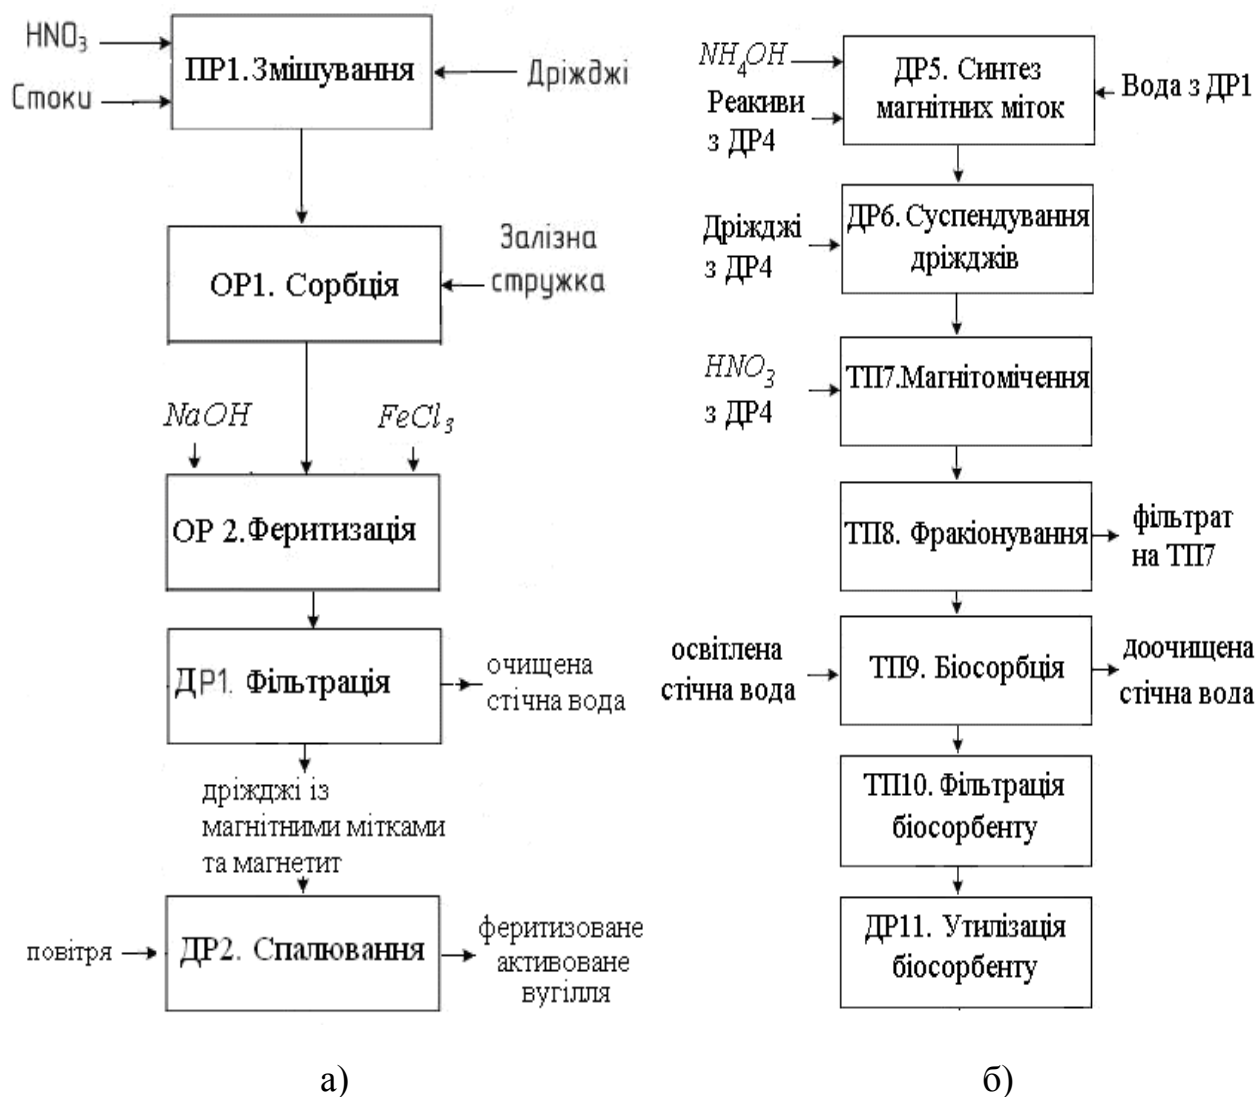 HNO3
Стоки
ПР1.Змішування
Дріжджі
ОР1. Сорбція
Залізна
стружка
NaOH
FeCl3
ОР 2.Феритизація
ДР1. Фільтрація
очищена
стічна вода
дріжджі із
магнітними мітками
та магнетит
повітря
ДР2. Спалювання
феритизоване
активоване
вугілля
а)
NH4OH
Реакиви
з ДР4
ДР5. Синтез
магнітних міток
Вода з ДР1
Дріжджі
з ДР4
ДР6. Суспендування
дріжджів
HNO3
з ДР4
ТП7.Магнітомічення
ТП8. Фракіонування
фільтрат
на ТП7
освітлена
стічна вода
ТП9. Біосорбція
доочищена
стічна вода
ТП10. Фільтрація
біосорбенту
ДР11. Утилізація
біосорбенту
б)